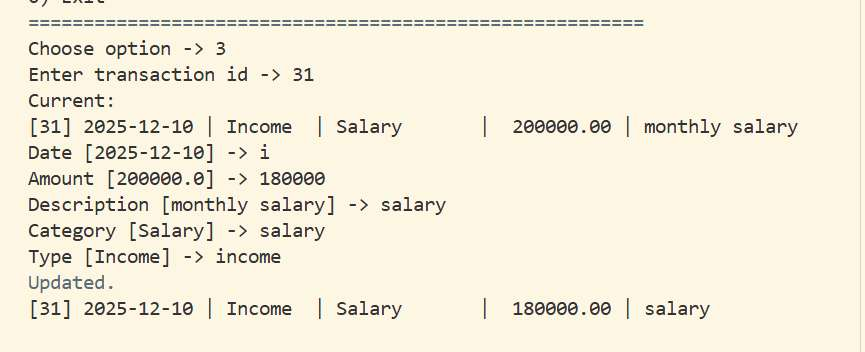 ============================================================
Choose option -> 3
Enter transaction id -> 31
Current:
[31] 2025-12-10 | Income  | Salary       |  200000.00 | monthly salary
Date [2025-12-10] -> i
Amount [200000.0] -> 180000
Description [monthly salary] -> salary
Category [Salary] -> salary
Type [Income] -> income
Updated.
[31] 2025-12-10 | Income  | Salary       |  180000.00 | salary